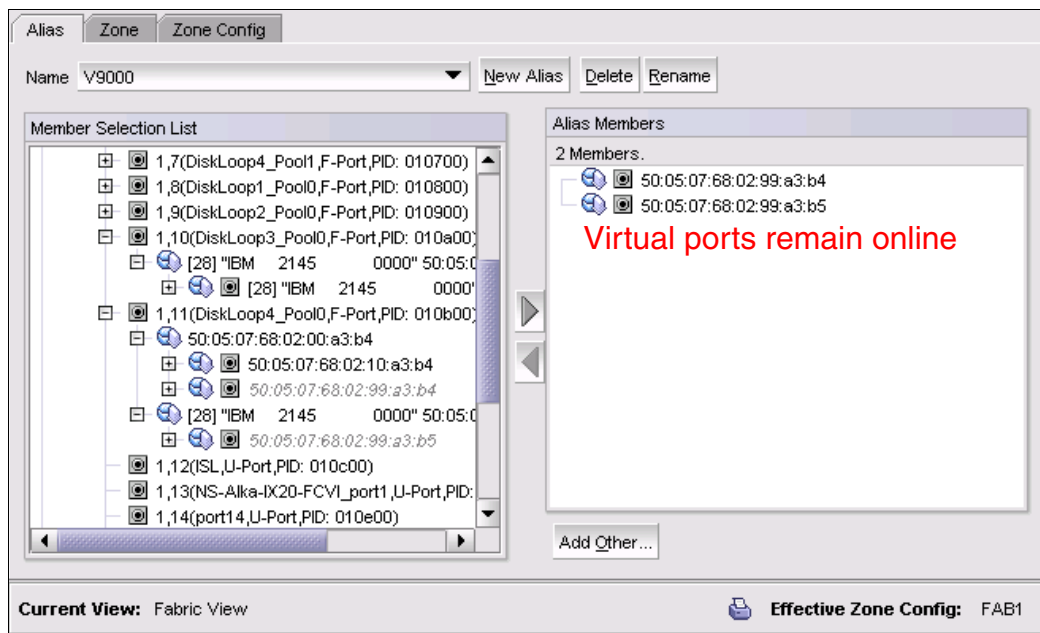 Alias Zone Zone Config
Name V9000 New Alias Delete Rename
Member Selection List
1,7(DiskLoop4_Pool1,F-Port,PID: 010700)
1,8(DiskLoop1_Pool0,F-Port,PID: 010800)
1,9(DiskLoop2_Pool0,F-Port,PID: 010900)
1,10(DiskLoop3_Pool0,F-Port,PID: 010a00)
[28] "IBM 2145 0000" 50:05:0
[28] "IBM 2145 0000"
1,11(DiskLoop4_Pool0,F-Port,PID: 010b00)
50:05:07:68:02:00:a3:b4
50:05:07:68:02:10:a3:b4
50:05:07:68:02:99:a3:b4
[28] "IBM 2145 0000" 50:05:0
50:05:07:68:02:99:a3:b5
1,12(ISL,U-Port,PID: 010c00)
1,13(NS-Alka-IX20-FCVI_port1,U-Port,PID:
1,14(port14,U-Port,PID: 010e00)
Alias Members
2 Members.
50:05:07:68:02:99:a3:b4
50:05:07:68:02:99:a3:b5
Virtual ports remain online
Add Other...
Current View: Fabric View
Effective Zone Config: FAB1